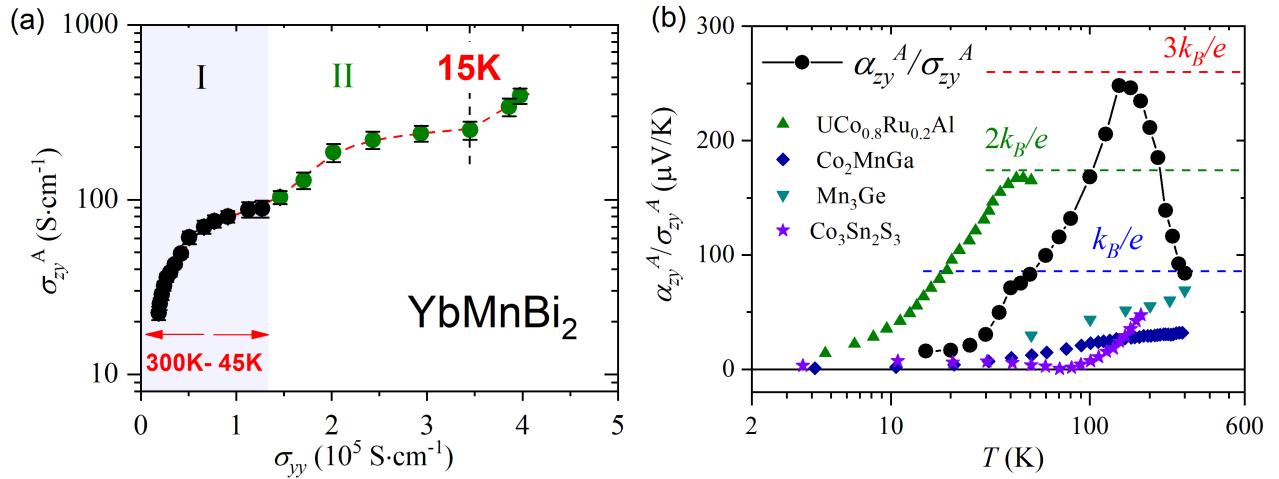 (a)
1000
100
10
σzyA (S·cm-1)
I
II
15K
300K- 45K
YbMnBi2
0 1 2 3 4 5
σyy (105 S·cm-1)
(b)
300
200
100
0
αzyA/σzyA (μV/K)
αzyA/σzyA
3kB/e
UCo0.8Ru0.2Al
2kB/e
Co2MnGa
Mn3Ge
Co3Sn2S3
kB/e
2 10 100 600
T (K)